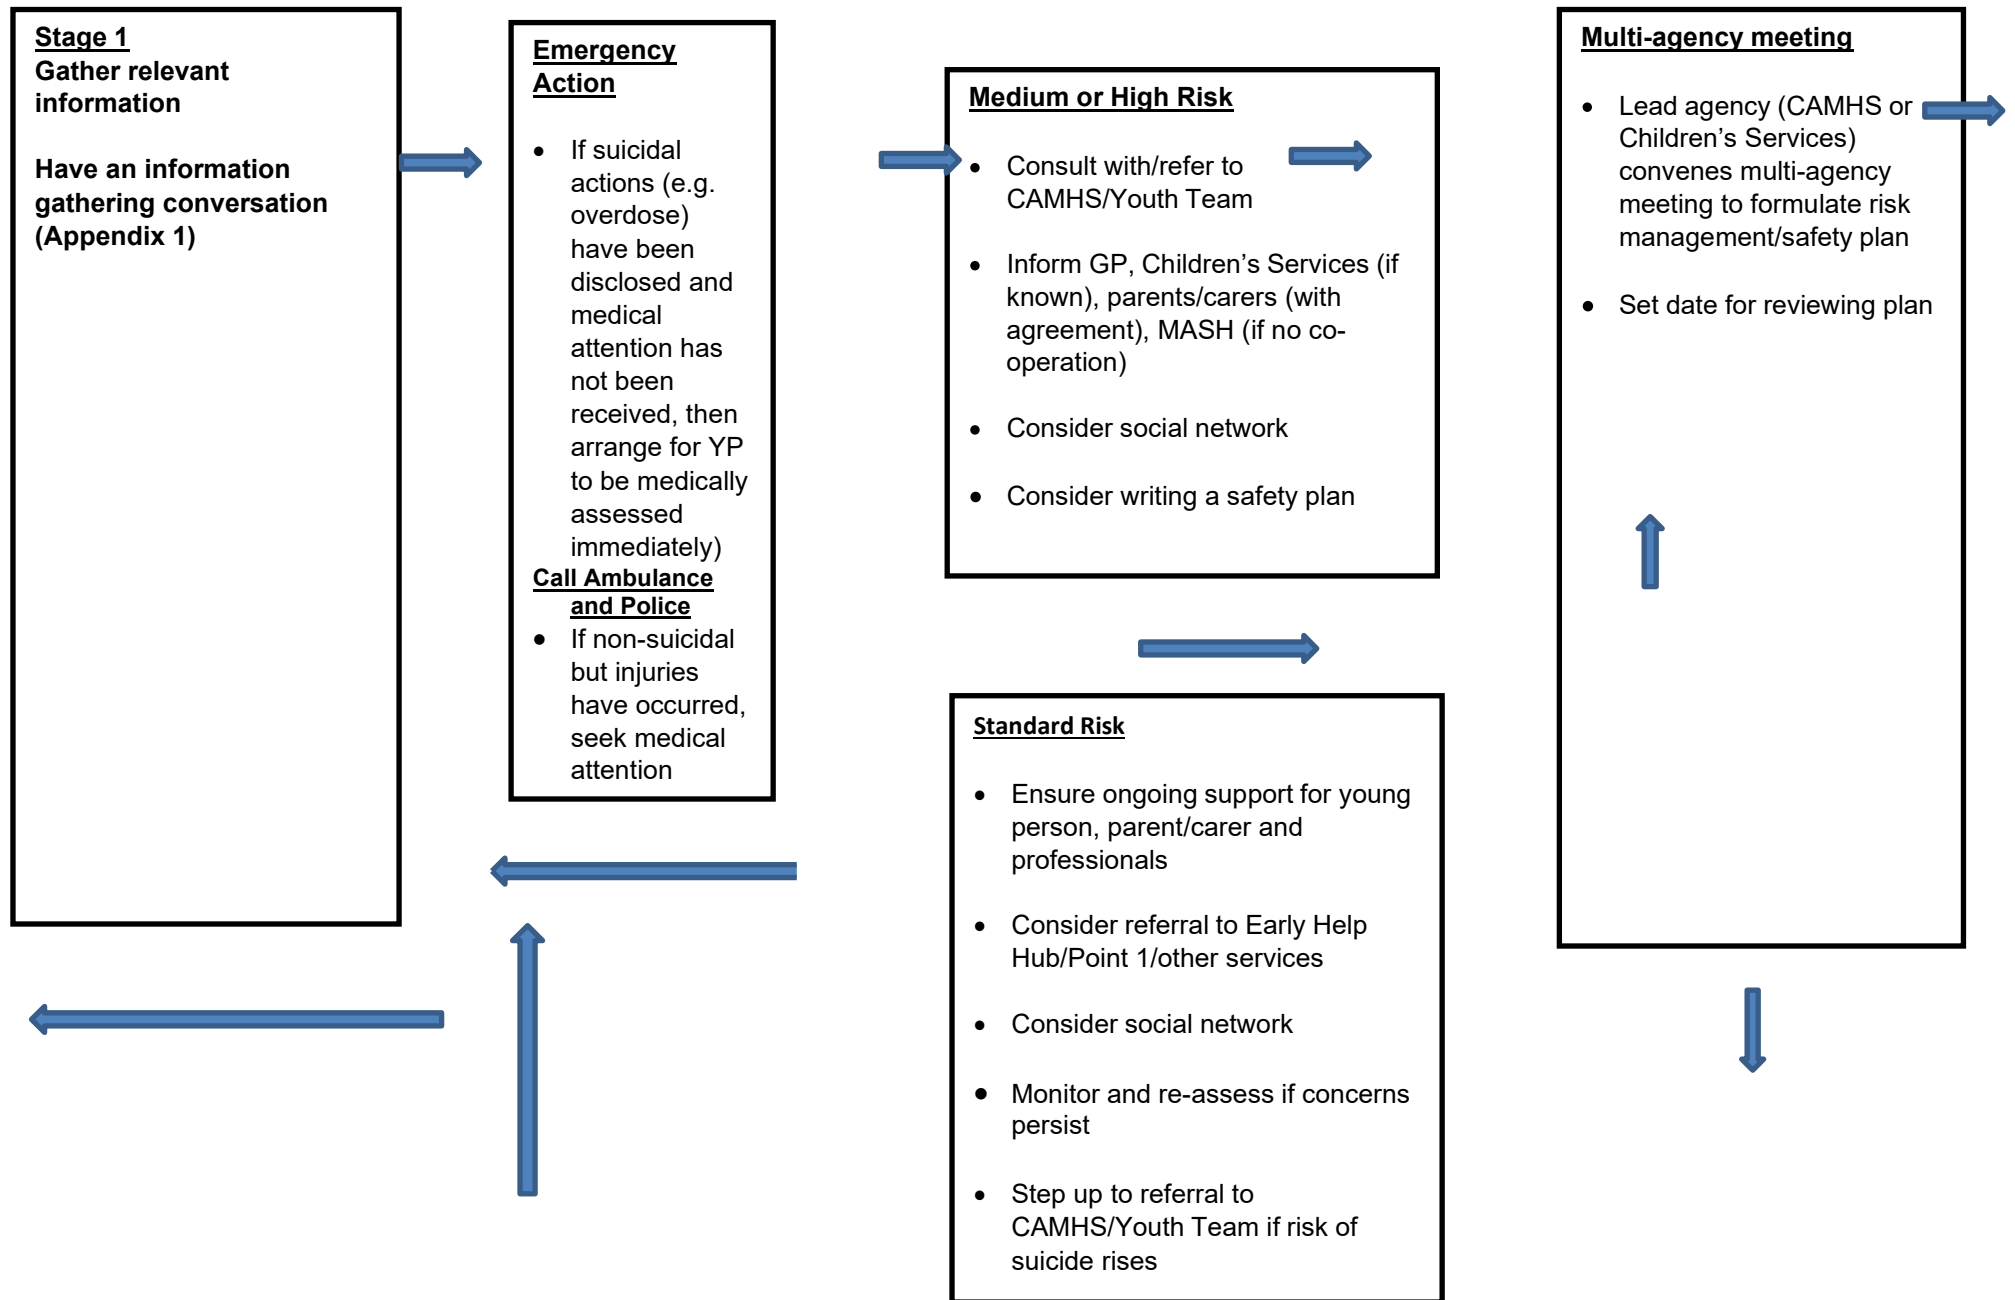 Stage 1
Gather relevant
information
Have an information
gathering conversation
(Appendix 1)
Emergency
Action
• If suicidal
actions (e.g.
overdose)
have been
disclosed and
medical
attention has
not been
received, then
arrange for YP
to be medically
assessed
immediately)
Call Ambulance
and Police
• If non-suicidal
but injuries
have occurred,
seek medical
attention
Medium or High Risk
• Consult with/refer to
CAMHS/Youth Team
• Inform GP, Children’s Services (if
known), parents/carers (with
agreement), MASH (if no co-
operation)
• Consider social network
• Consider writing a safety plan
Standard Risk
• Ensure ongoing support for young
person, parent/carer and
professionals
• Consider referral to Early Help
Hub/Point 1/other services
• Consider social network
• Monitor and re-assess if concerns
persist
• Step up to referral to
CAMHS/Youth Team if risk of
suicide rises
Multi-agency meeting
• Lead agency (CAMHS or
Children’s Services)
convenes multi-agency
meeting to formulate risk
management/safety plan
• Set date for reviewing plan